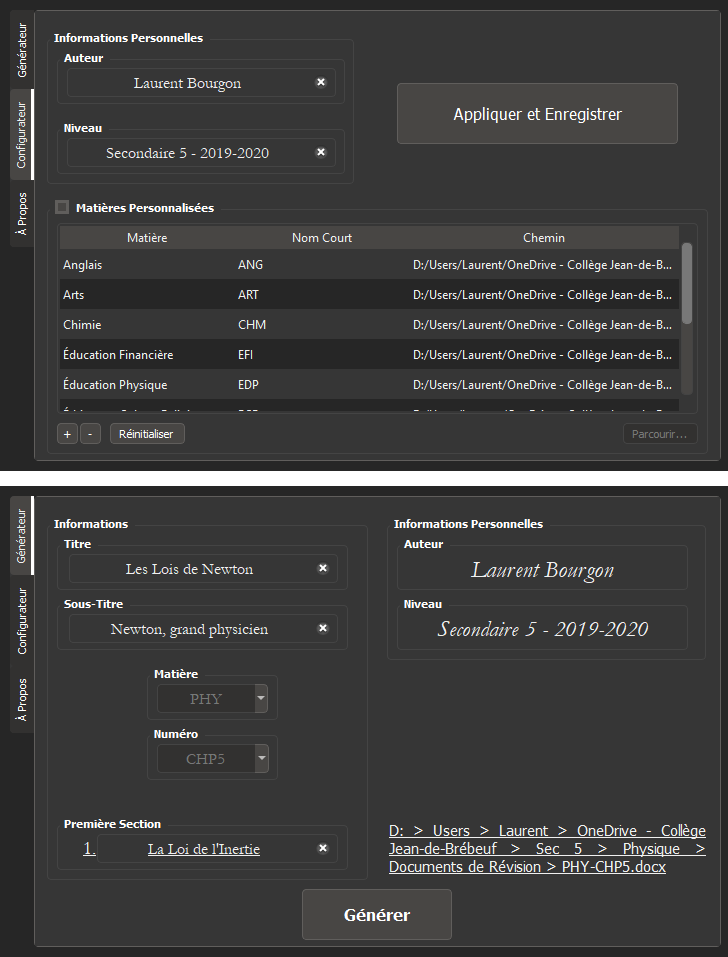 Générateur
Configurateur
À Propos
Informations Personnelles
Auteur
Laurent Bourgon
Niveau
Secondaire 5 - 2019-2020
Appliquer et Enregistrer
Matières Personnalisées
Matière Nom Court Chemin
Anglais ANG D:/Users/Laurent/OneDrive - Collège Jean-de-B...
Arts ART D:/Users/Laurent/OneDrive - Collège Jean-de-B...
Chimie CHM D:/Users/Laurent/OneDrive - Collège Jean-de-B...
Éducation Financière EFI D:/Users/Laurent/OneDrive - Collège Jean-de-B...
Éducation Physique EDP D:/Users/Laurent/OneDrive - Collège Jean-de-B...
+ - Réinitialiser Parcourir...
Générateur
Configurateur
À Propos
Informations
Titre
Les Lois de Newton
Sous-Titre
Newton, grand physicien
Matière
PHY
Numéro
CHP5
Première Section
1. La Loi de l'Inertie
Informations Personnelles
Auteur
Laurent Bourgon
Niveau
Secondaire 5 - 2019-2020
D: > Users > Laurent > OneDrive - Collège
Jean-de-Brébeuf > Sec 5 > Physique >
Documents de Révision > PHY-CHP5.docx
Générer